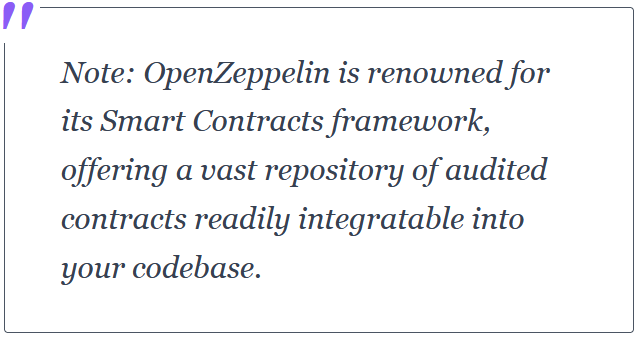 "
Note: OpenZeppelin is renowned for
its Smart Contracts framework,
offering a vast repository of audited
contracts readily integratable into
your codebase.